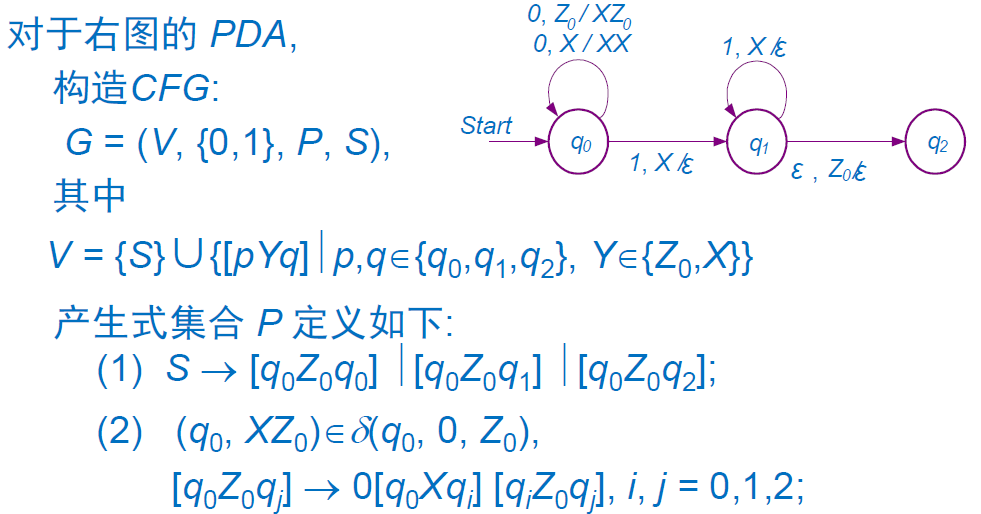 对于右图的 PDA,
构造CFG:
G = (V, {0,1}, P, S),
其中
V = {S}∪{[pYq]│p,q∈{q₀,q₁,q₂}, Y∈{Z₀,X}}
产生式集合 P 定义如下:
(1) S → [q₀Z₀q₀]│[q₀Z₀q₁]│[q₀Z₀q₂];
(2) (q₀, XZ₀)∈δ(q₀, 0, Z₀),
[q₀Z₀qⱼ] → 0[q₀Xqᵢ] [qᵢZ₀qⱼ], i, j = 0,1,2;
0, Z₀ / XZ₀
0, X / XX
1, X /ε
Start
q₀
q₁
q₂
1, X /ε
ε , Z₀/ε